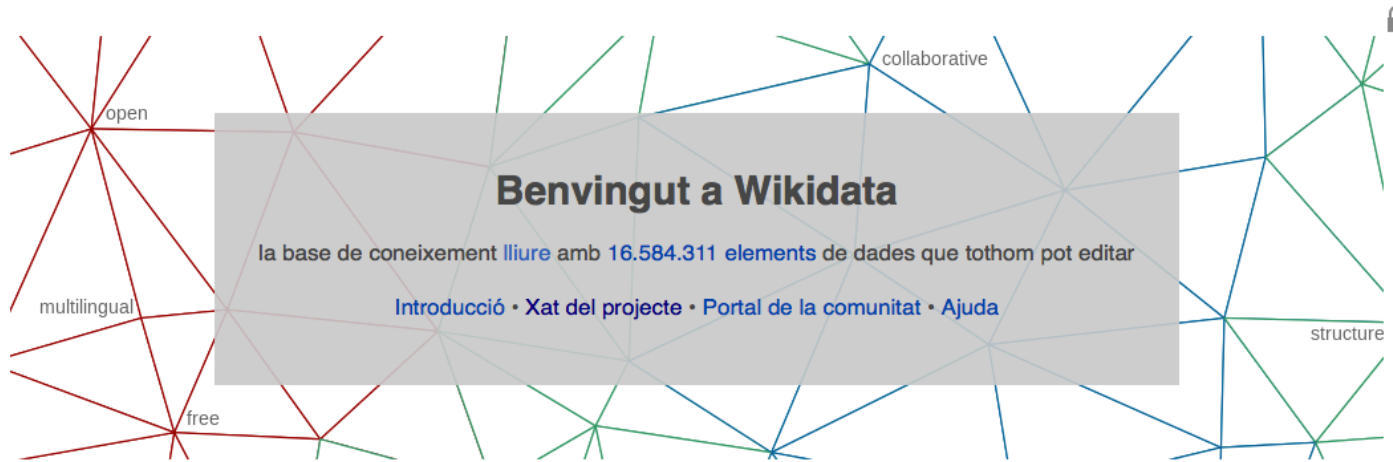 collaborative
open
Benvingut a Wikidata
la base de coneixement lliure amb 16.584.311 elements de dades que tothom pot editar
multilingual
Introducció • Xat del projecte • Portal de la comunitat • Ajuda
structure
free